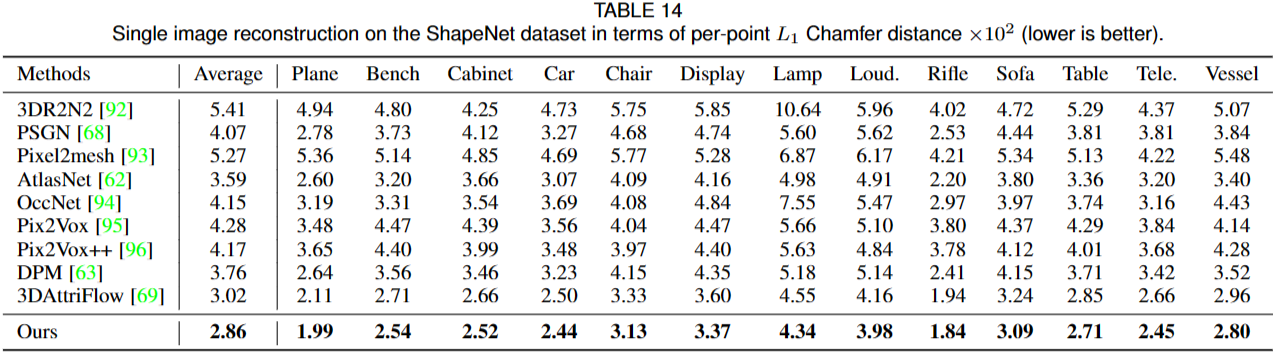 TABLE 14
Single image reconstruction on the ShapeNet dataset in terms of per-point L₁ Chamfer distance ×10² (lower is better).
Methods Average Plane Bench Cabinet Car Chair Display Lamp Loud. Rifle Sofa Table Tele. Vessel
3DR2N2 [92] 5.41 4.94 4.80 4.25 4.73 5.75 5.85 10.64 5.96 4.02 4.72 5.29 4.37 5.07
PSGN [68] 4.07 2.78 3.73 4.12 3.27 4.68 4.74 5.60 5.62 2.53 4.44 3.81 3.81 3.84
Pixel2mesh [93] 5.27 5.36 5.14 4.85 4.69 5.77 5.28 6.87 6.17 4.21 5.34 5.13 4.22 5.48
AtlasNet [62] 3.59 2.60 3.20 3.66 3.07 4.09 4.16 4.98 4.91 2.20 3.80 3.36 3.20 3.40
OccNet [94] 4.15 3.19 3.31 3.54 3.69 4.08 4.84 7.55 5.47 2.97 3.97 3.74 3.16 4.43
Pix2Vox [95] 4.28 3.48 4.47 4.39 3.56 4.04 4.47 5.66 5.10 3.80 4.37 4.29 3.84 4.14
Pix2Vox++ [96] 4.17 3.65 4.40 3.99 3.48 3.97 4.40 5.63 4.84 3.78 4.12 4.01 3.68 4.28
DPM [63] 3.76 2.64 3.56 3.46 3.23 4.15 4.35 5.18 5.14 2.41 4.15 3.71 3.42 3.52
3DAttriFlow [69] 3.02 2.11 2.71 2.66 2.50 3.33 3.60 4.55 4.16 1.94 3.24 2.85 2.66 2.96
Ours 2.86 1.99 2.54 2.52 2.44 3.13 3.37 4.34 3.98 1.84 3.09 2.71 2.45 2.80